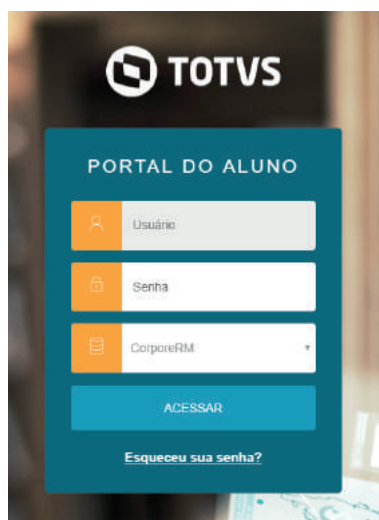 TOTVS
PORTAL DO ALUNO
Usuário
Senha
CorporeRM
ACESSAR
Esqueceu sua senha?